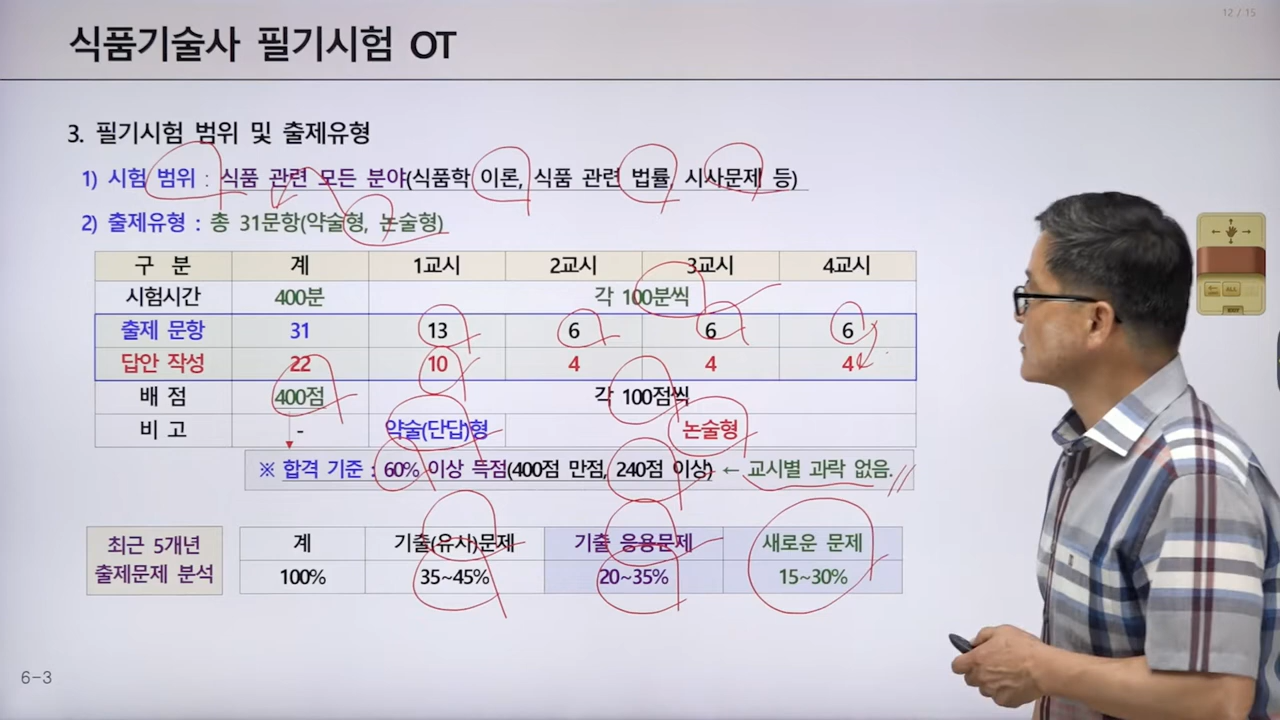 12 / 15
식품기술사 필기시험 OT
3. 필기시험 범위 및 출제유형
1) 시험 범위 : 식품 관련 모든 분야(식품학 이론, 식품 관련 법률, 시사문제 등)
2) 출제유형 : 총 31문항(약술형, 논술형)
구 분 계 1교시 2교시 3교시 4교시
시험시간 400분 각 100분씩
출제 문항 31 13 6 6 6
답안 작성 22 10 4 4 4
배 점 400점 각 100점씩
비 고 - 약술(단답)형 논술형
※ 합격 기준 : 60% 이상 득점(400점 만점, 240점 이상) ← 교시별 과락 없음.
최근 5개년 출제문제 분석
계 기출(유사)문제 기출 응용문제 새로운 문제
100% 35~45% 20~35% 15~30%
6-3
ALL
EXIT